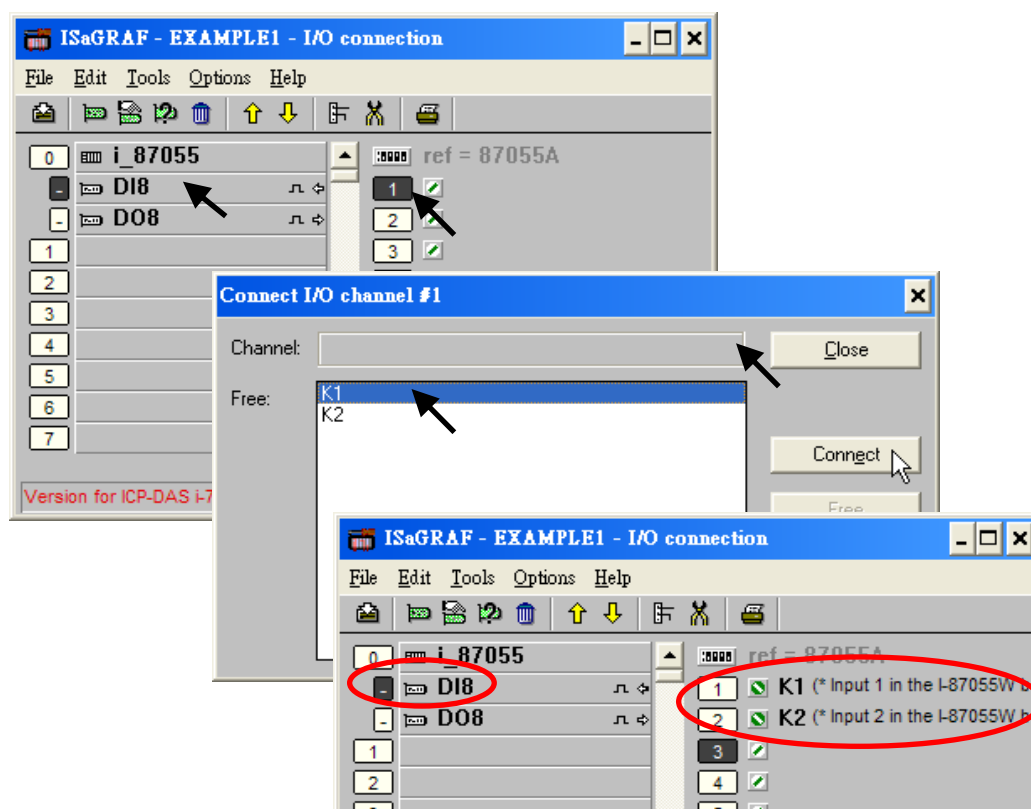 ISaGRAF - EXAMPLE1 - I/O connection
File Edit Tools Options Help
0 i_87055
ref = 87055A
- DI8
1
- DO8
2
1
3
2
3
4
5
6
7
Version for ICP-DAS i-7
Connect I/O channel #1
Channel:
Close
Free:
K1
K2
Connect
Free
ISaGRAF - EXAMPLE1 - I/O connection
File Edit Tools Options Help
0 i_87055
ref = 87055A
- DI8
1 K1 (* Input 1 in the I-87055W
- DO8
2 K2 (* Input 2 in the I-87055W
1
3
2
4